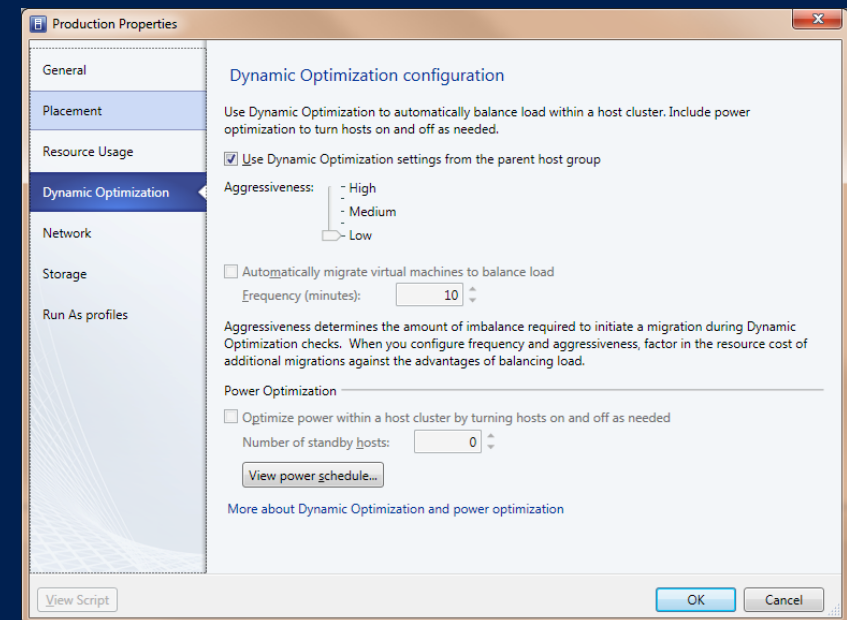 Production Properties
General
Placement
Resource Usage
Dynamic Optimization
Network
Storage
Run As profiles
Dynamic Optimization configuration
Use Dynamic Optimization to automatically balance load within a host cluster. Include power
optimization to turn hosts on and off as needed.
Use Dynamic Optimization settings from the parent host group
Aggressiveness:
- High
-
- Medium
-
- Low
Automatically migrate virtual machines to balance load
Frequency (minutes): 10
Aggressiveness determines the amount of imbalance required to initiate a migration during Dynamic
Optimization checks. When you configure frequency and aggressiveness, factor in the resource cost of
additional migrations against the advantages of balancing load.
Power Optimization
Optimize power within a host cluster by turning hosts on and off as needed
Number of standby hosts: 0
View power schedule...
More about Dynamic Optimization and power optimization
View Script
OK
Cancel